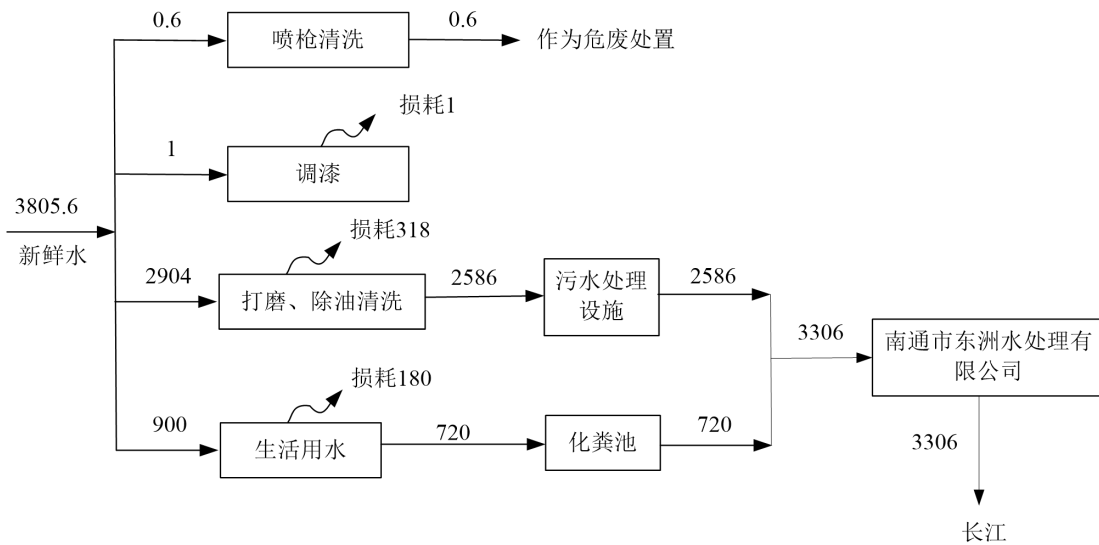 0.6
喷枪清洗
0.6
作为危废处置
损耗1
1
调漆
3805.6
新鲜水
损耗318
2904
打磨、除油清洗
2586
污水处理
设施
2586
3306
南通市东洲水处理有
限公司
损耗180
900
生活用水
720
化粪池
720
3306
长江